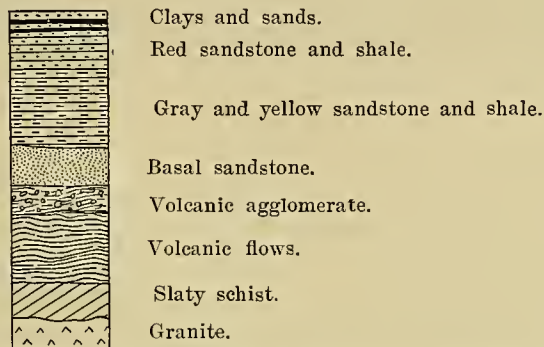 Clays and sands.
Red sandstone and shale.
Gray and yellow sandstone and shale.
Basal sandstone.
Volcanic agglomerate.
Volcanic flows.
Slaty schist.
Granite.